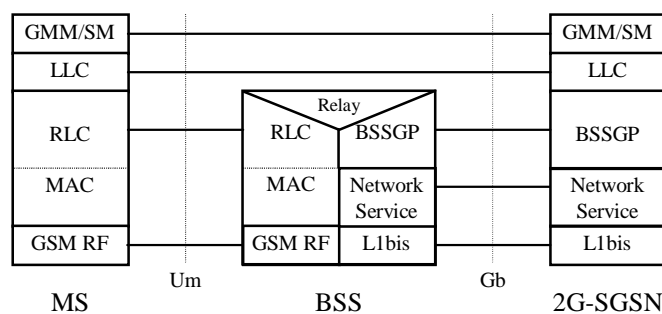 GMM/SM
GMM/SM
LLC
LLC
Relay
RLC
RLC
BSSGP
BSSGP
MAC
MAC
Network
Service
Network
Service
GSM RF
GSM RF
L1bis
L1bis
Um
Gb
MS
BSS
2G-SGSN